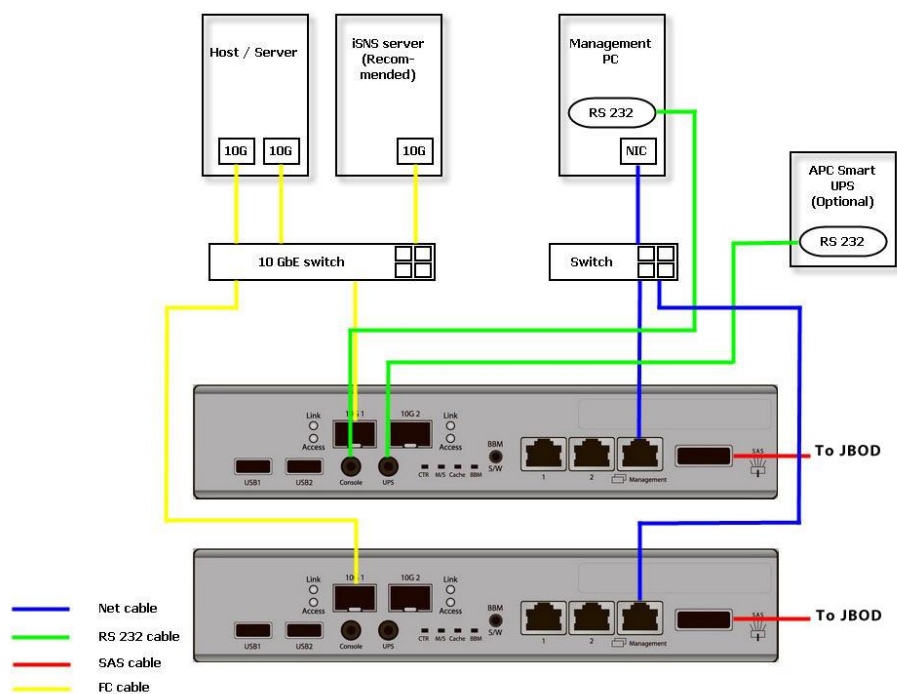 Host / Server
iSNS server
(Recom-
mended)
Management
PC
RS 232
10G
10G
10G
NIC
APC Smart
UPS
(Optional)
RS 232
10 GbE switch
Switch
Link
Access
10G 1
10G 2
Link
Access
BBM
S/W
USB1
USB2
Console
UPS
CTR
M/S
Cache
BBM
1
2
Management
SAS
To JBOD
Link
Access
10G 1
10G 2
Link
Access
BBM
S/W
USB1
USB2
Console
UPS
CTR
M/S
Cache
BBM
1
2
Management
SAS
To JBOD
Net cable
RS 232 cable
SAS cable
FC cable